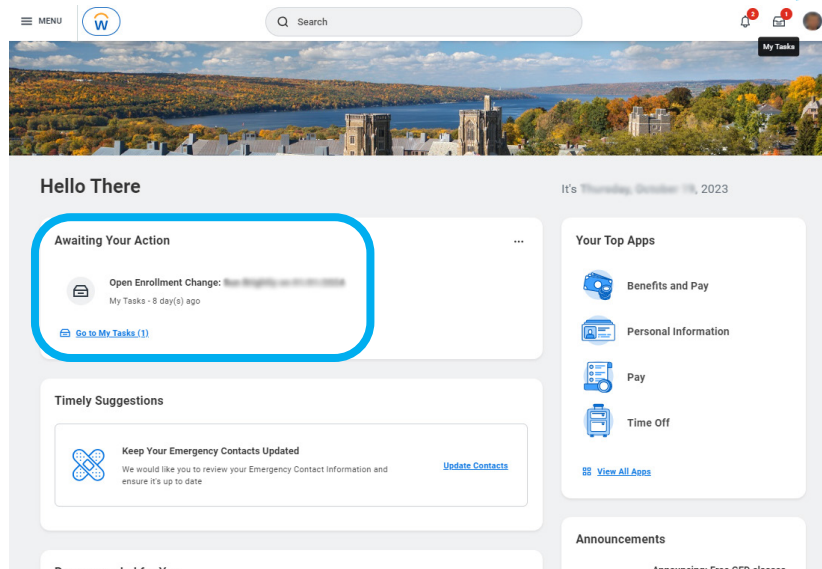 MENU
W
Search
2
1
My Tasks
Hello There
It's , 2023
Awaiting Your Action
...
Open Enrollment Change:
My Tasks - 8 day(s) ago
Go to My Tasks (1)
Your Top Apps
Benefits and Pay
Personal Information
Pay
Time Off
View All Apps
Timely Suggestions
Keep Your Emergency Contacts Updated
We would like you to review your Emergency Contact Information and
ensure it's up to date
Update Contacts
Announcements